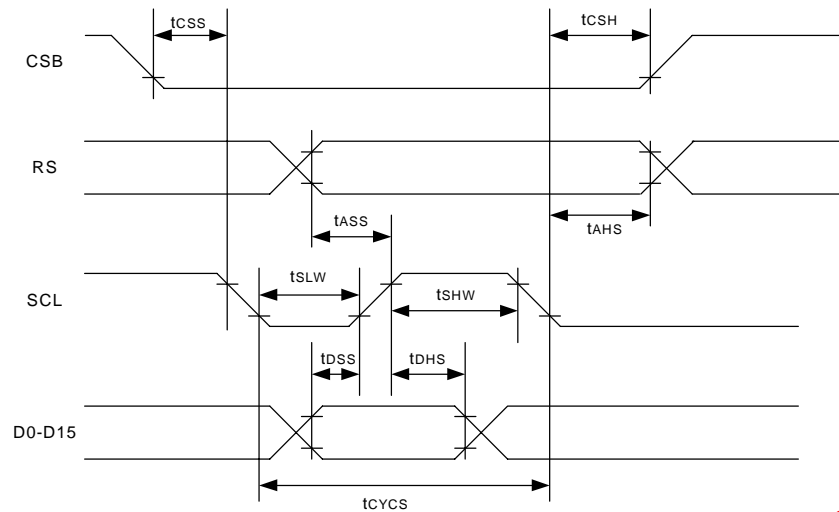 tCSS
tCSH
CSB
RS
tASS
tAHS
tSLW
tSHW
SCL
tDSS
tDHS
D0-D15
tCYCS